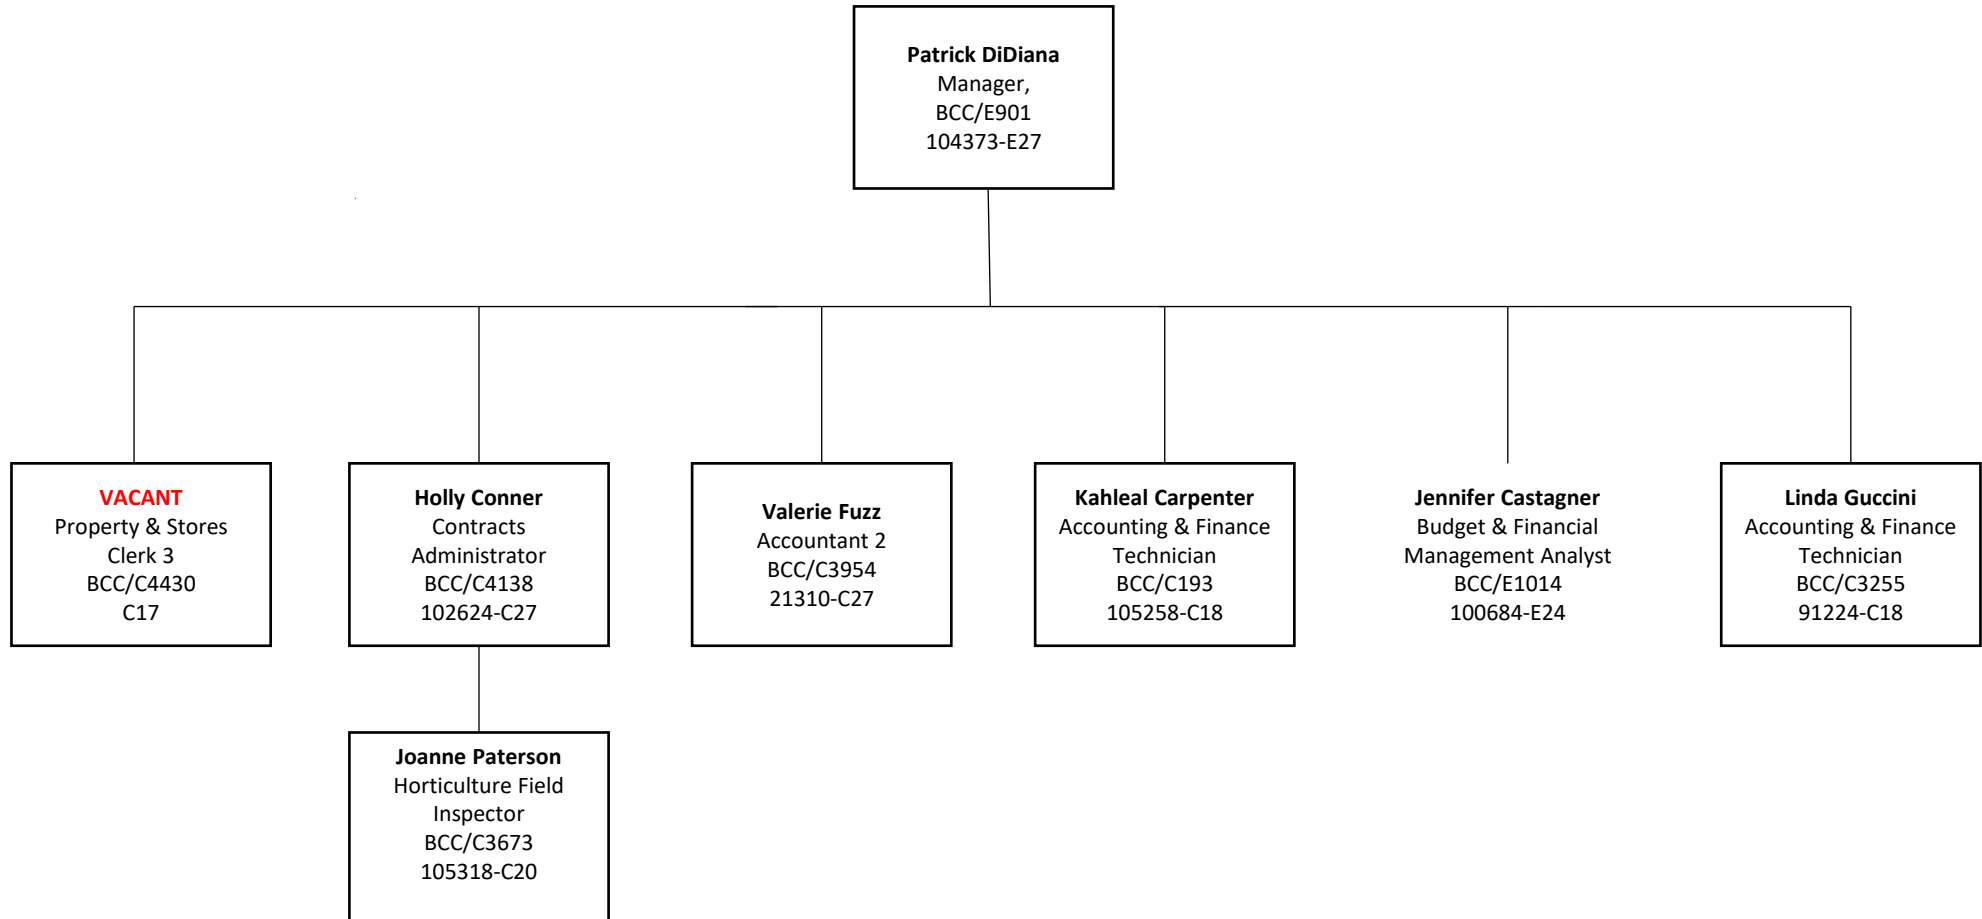 Patrick DiDiana
Manager,
BCC/E901
104373-E27
VACANT
Property & Stores
Clerk 3
BCC/C4430
C17
Holly Conner
Contracts
Administrator
BCC/C4138
102624-C27
Valerie Fuzz
Accountant 2
BCC/C3954
21310-C27
Kahleal Carpenter
Accounting & Finance
Technician
BCC/C193
105258-C18
Jennifer Castagner
Budget & Financial
Management Analyst
BCC/E1014
100684-E24
Linda Guccini
Accounting & Finance
Technician
BCC/C3255
91224-C18
Joanne Paterson
Horticulture Field
Inspector
BCC/C3673
105318-C20